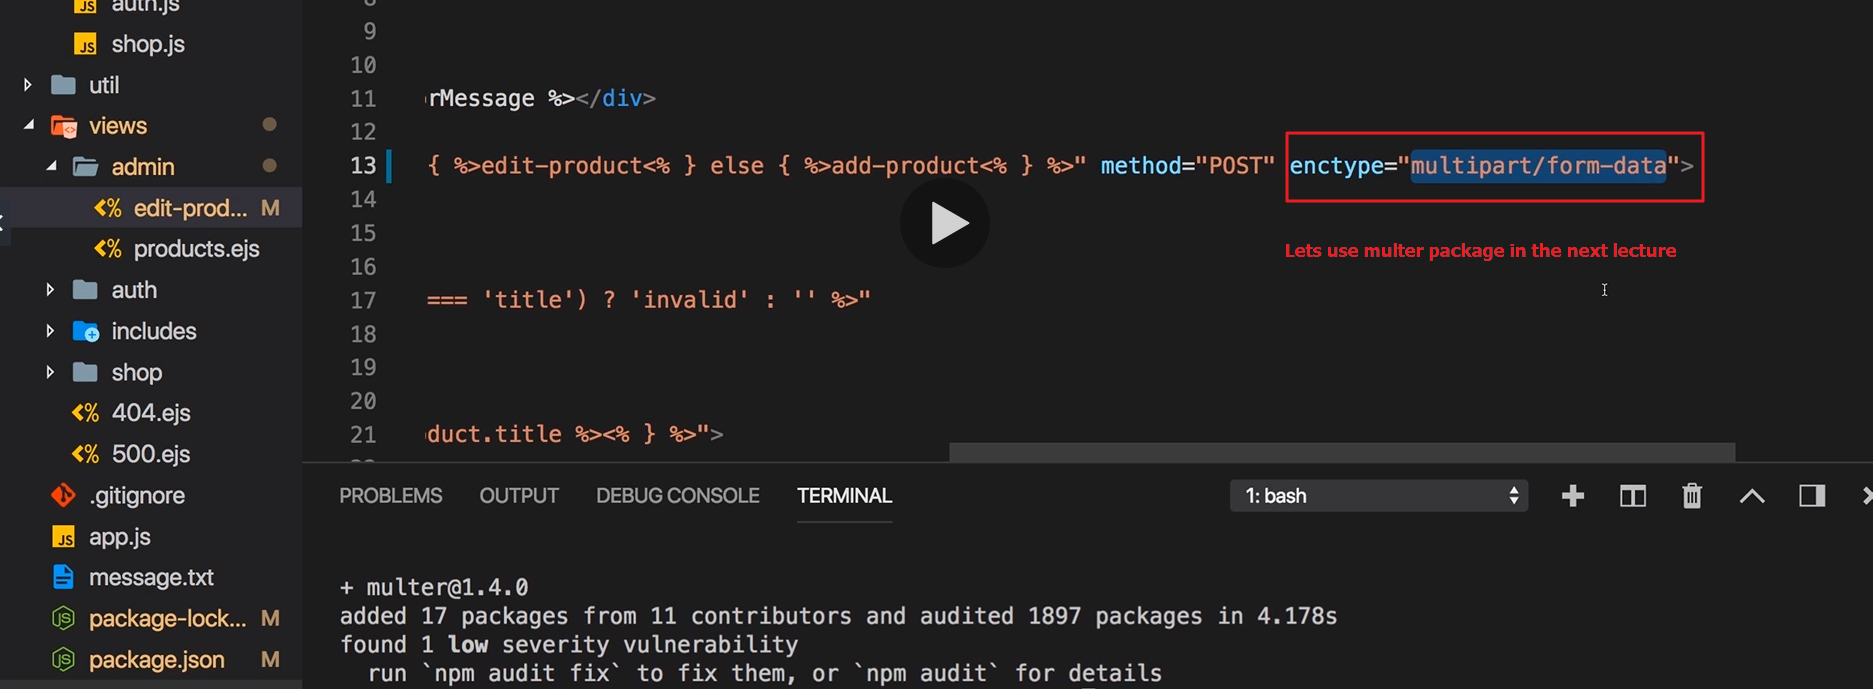 auth.js
shop.js
util
views
admin
edit-prod... M
products.ejs
auth
includes
shop
404.ejs
500.ejs
.gitignore
app.js
message.txt
package-lock... M
package.json M
9
10
11 rMessage %></div>
12
13 { %>edit-product<% } else { %>add-product<% } %>" method="POST" enctype="multipart/form-data">
14
15
16
17 === 'title') ? 'invalid' : '' %>"
18
19
20
21 duct.title %><% } %>">
Lets use multer package in the next lecture
PROBLEMS OUTPUT DEBUG CONSOLE TERMINAL 1: bash
+ multer@1.4.0
added 17 packages from 11 contributors and audited 1897 packages in 4.178s
found 1 low severity vulnerability
run `npm audit fix` to fix them, or `npm audit` for details